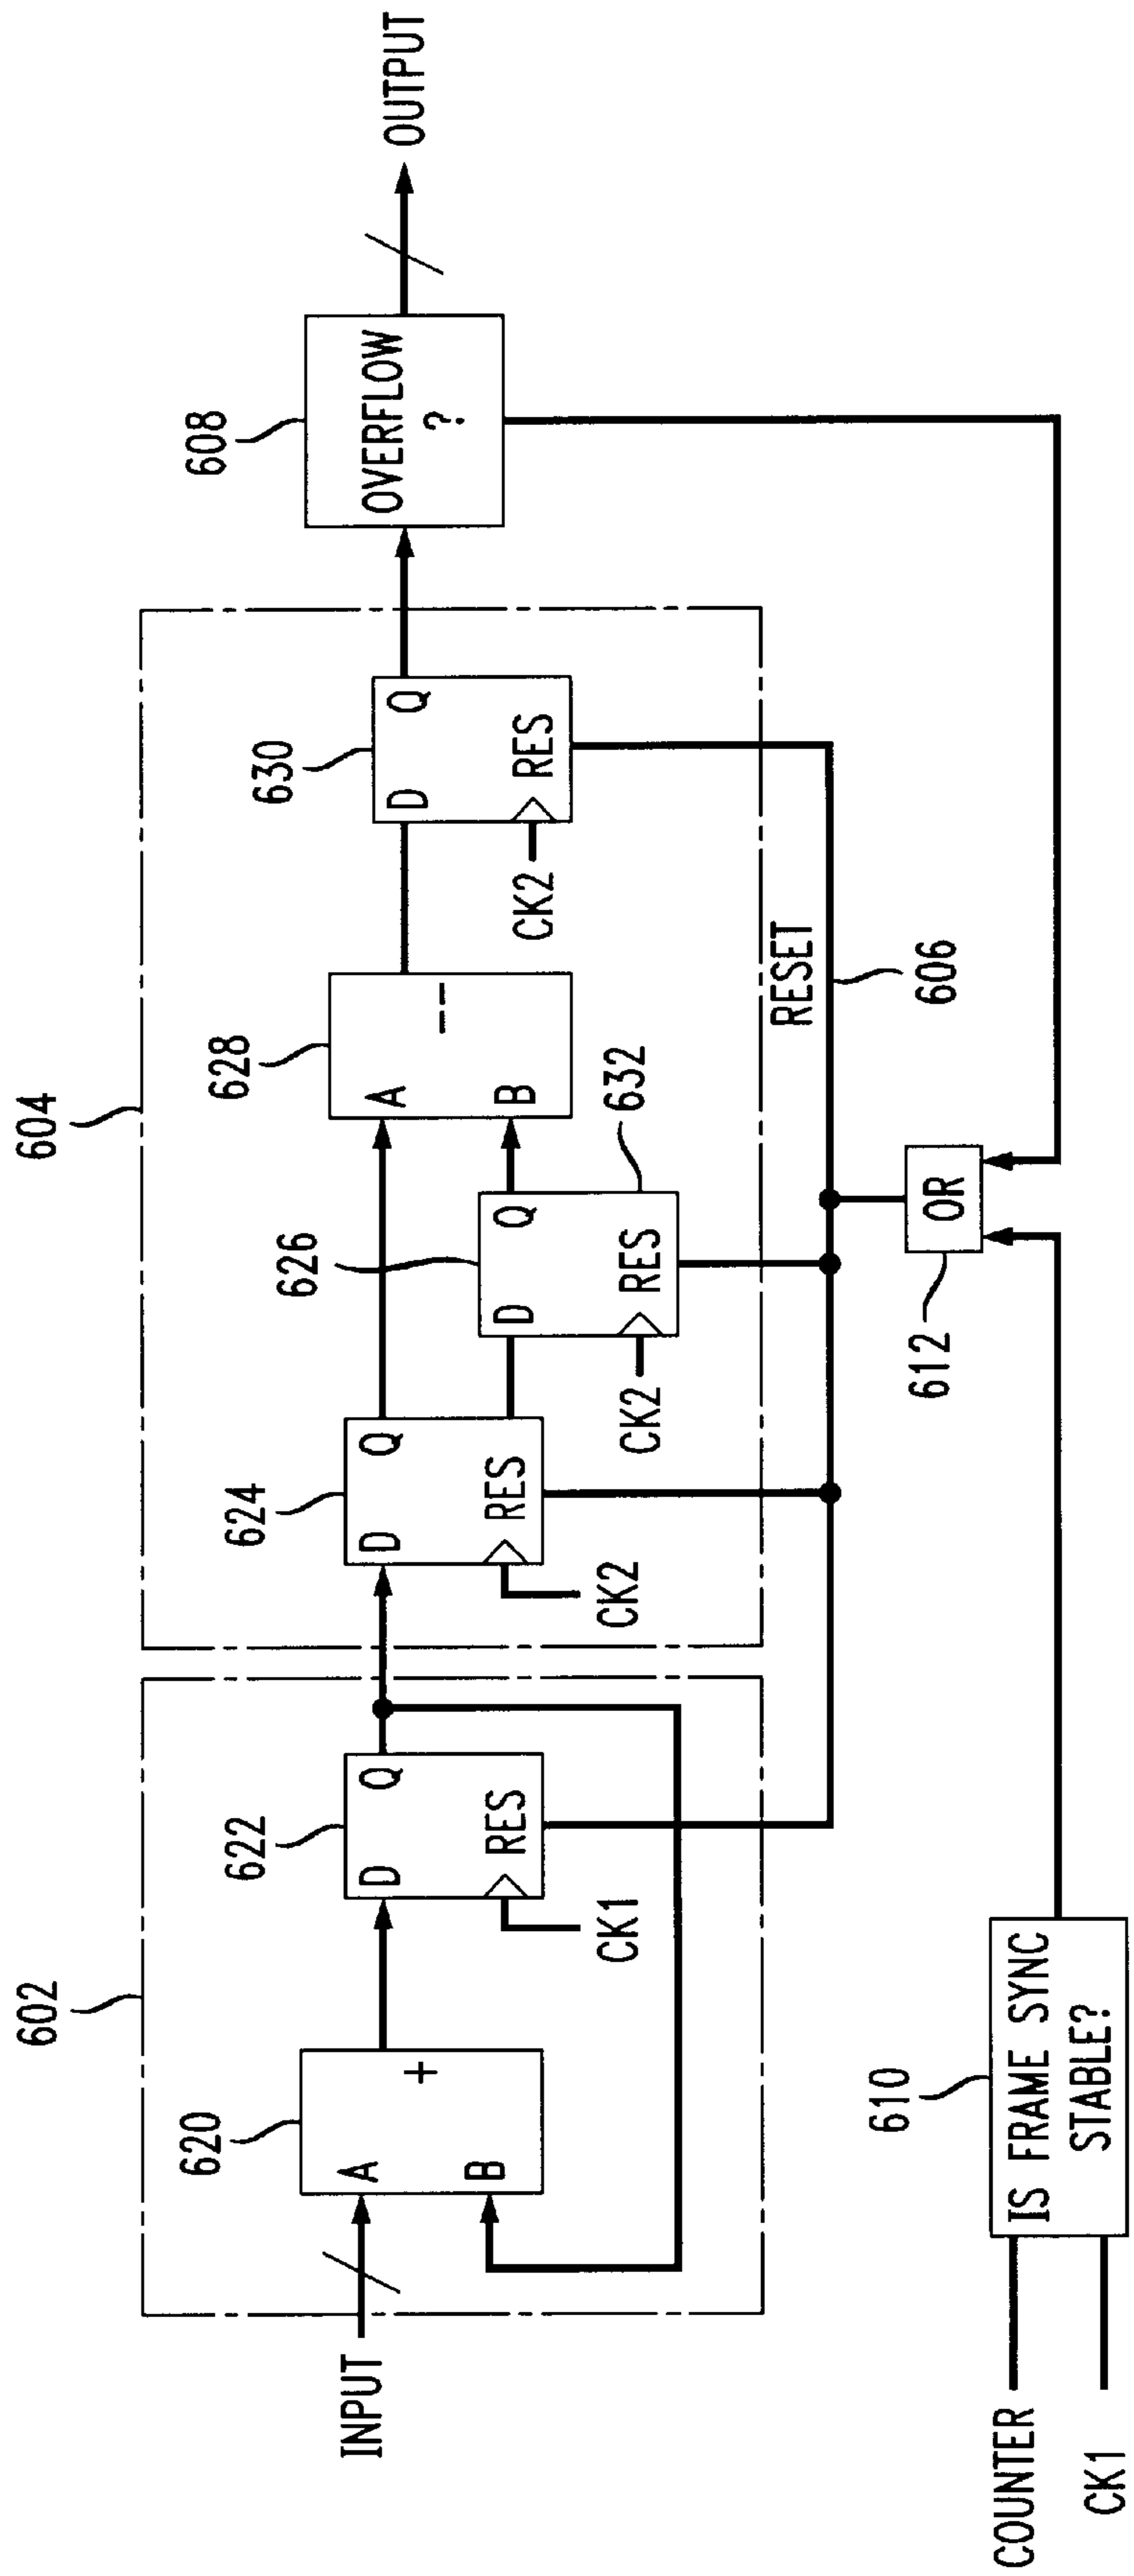 602
604
608
620
622
624
626
628
630
632
INPUT
A
B
+
D
Q
RES
CK1
D
Q
RES
CK2
D
Q
RES
CK2
A
B
--
D
Q
RES
CK2
OVERFLOW
?
OUTPUT
RESET
606
OR
612
610
IS FRAME SYNC
STABLE?
COUNTER
CK1